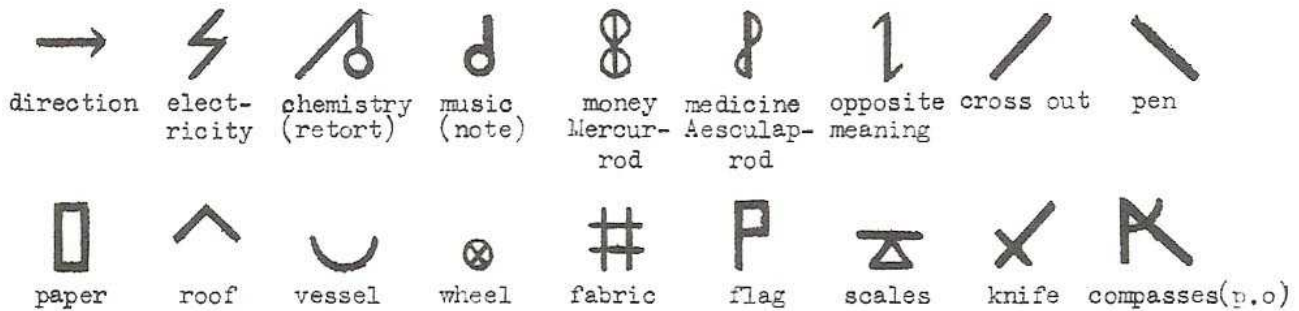 direction elect- chemistry music money medicine opposite cross out pen
ricity (retort) (note) Mercur- Aesculap- meaning
rod rod
paper roof vessel wheel fabric flag scales knife compasses(p.o)